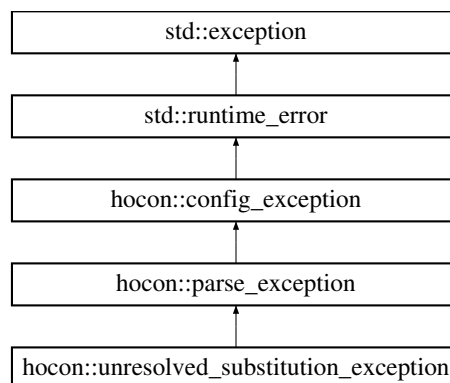 std::exception
std::runtime_error
hocon::config_exception
hocon::parse_exception
hocon::unresolved_substitution_exception